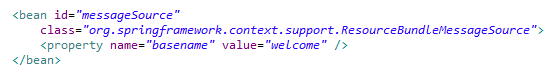 <bean id="messageSource"
class="org.springframework.context.support.ResourceBundleMessageSource">
<property name="basename" value="welcome" />
</bean>